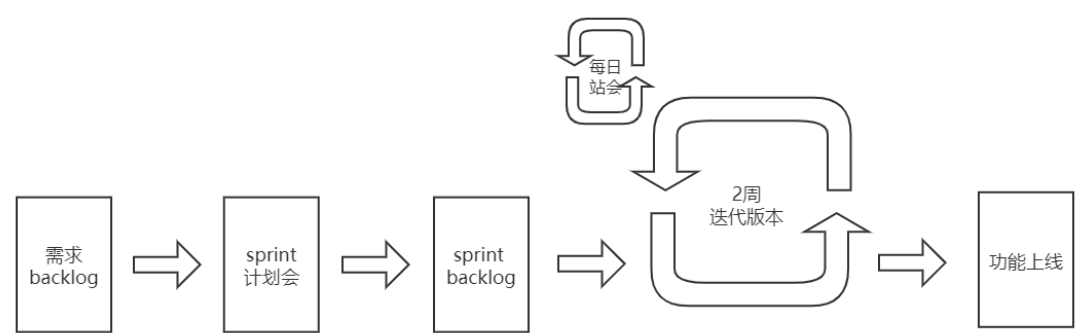 每日
站会
2周
迭代版本
需求
backlog
sprint
计划会
sprint
backlog
功能上线